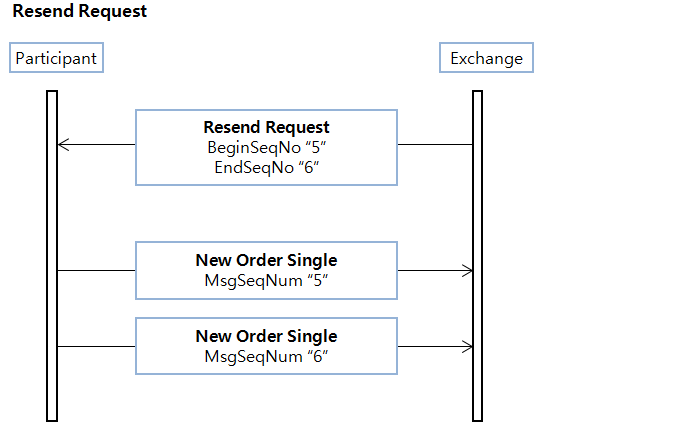 Resend Request
Participant
Exchange
Resend Request
BeginSeqNo “5”
EndSeqNo “6”
New Order Single
MsgSeqNum “5”
New Order Single
MsgSeqNum “6”